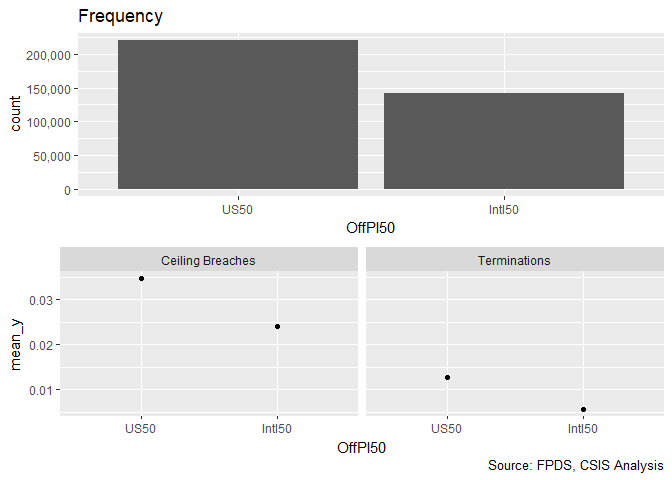 Frequency
count
200,000
150,000
100,000
50,000
0
US50 Intl50
OffPl50
Ceiling Breaches Terminations
mean_y
0.03
0.02
0.01
US50 Intl50 US50 Intl50
OffPl50
Source: FPDS, CSIS Analysis